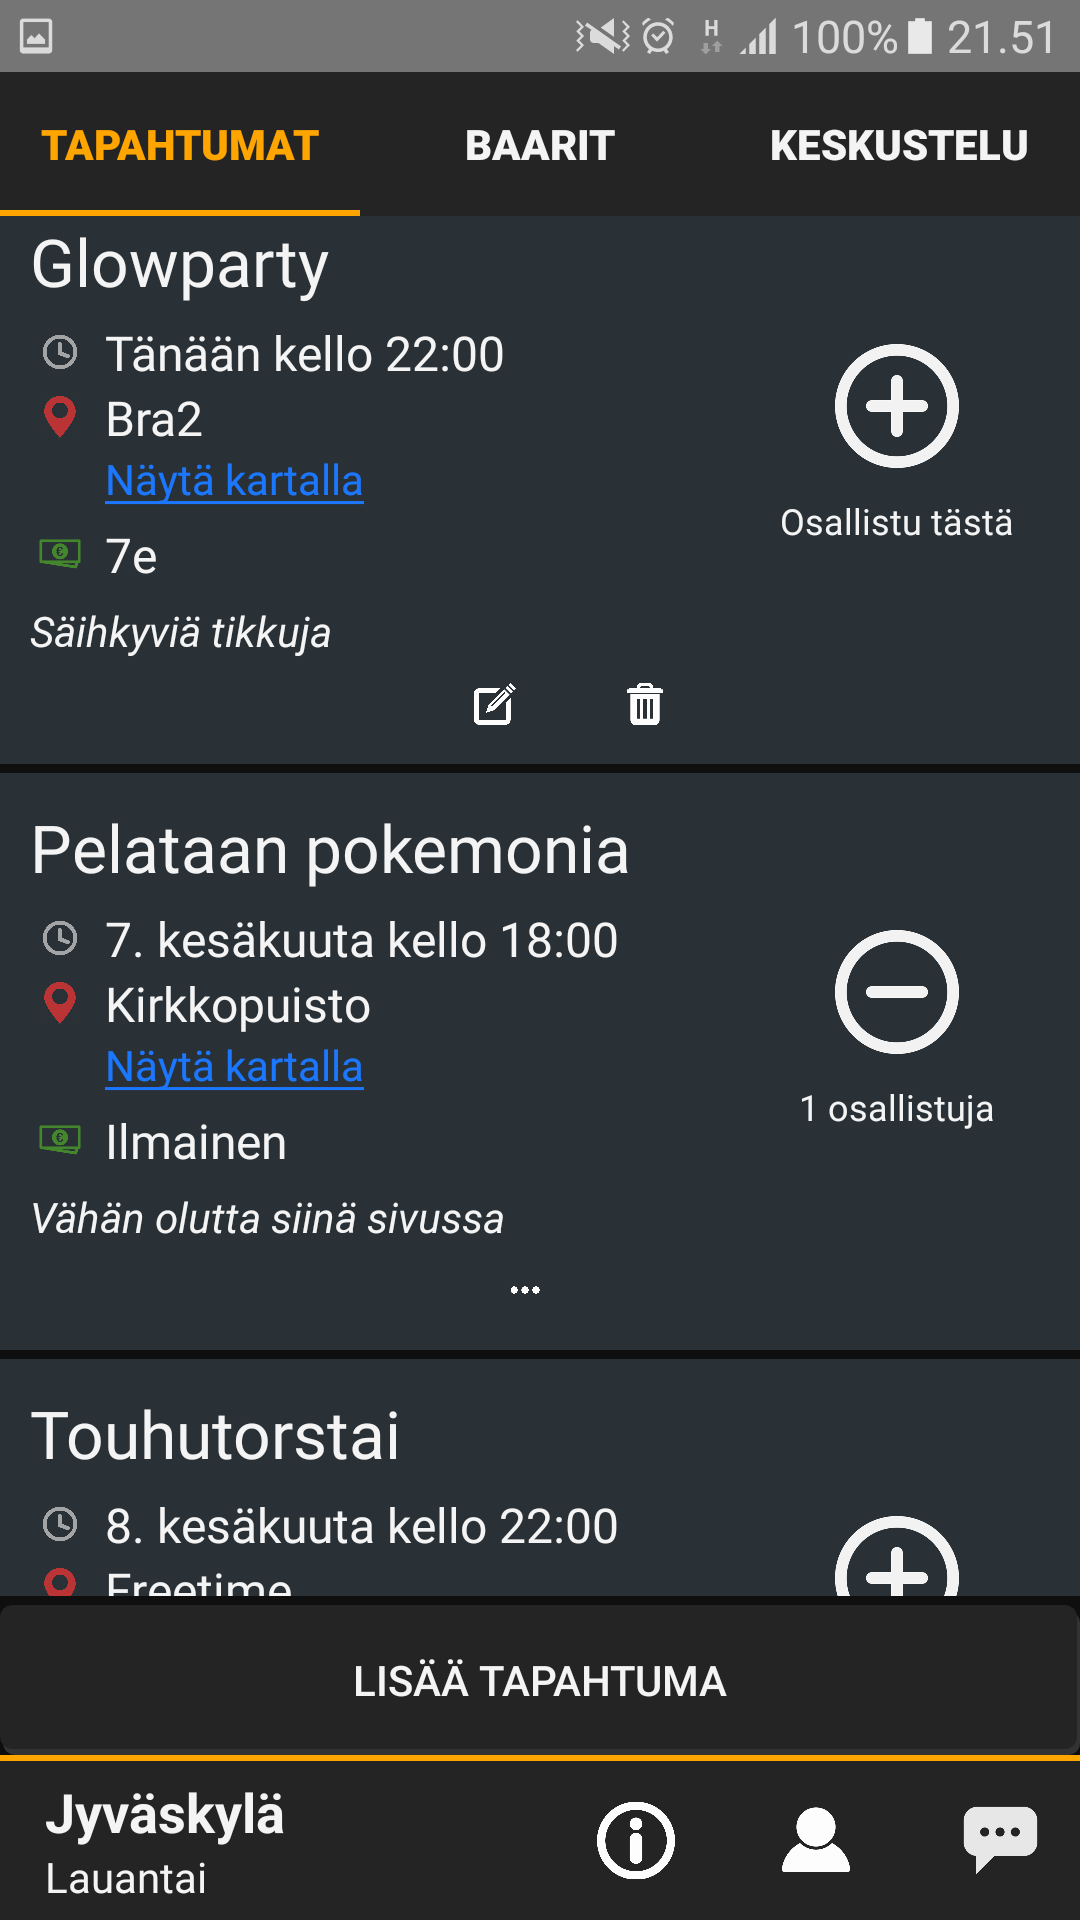 H 100% 21.51
TAPAHTUMAT BAARIT KESKUSTELU
Glowparty
Tänään kello 22:00
Bra2
Näytä kartalla
Osallistu tästä
7e
Säihkyviä tikkuja
Pelataan pokemonia
7. kesäkuuta kello 18:00
Kirkkopuisto
Näytä kartalla
1 osallistuja
Ilmainen
Vähän olutta siinä sivussa
Touhutorstai
8. kesäkuuta kello 22:00
Freetime
LISÄÄ TAPAHTUMA
Jyväskylä
Lauantai